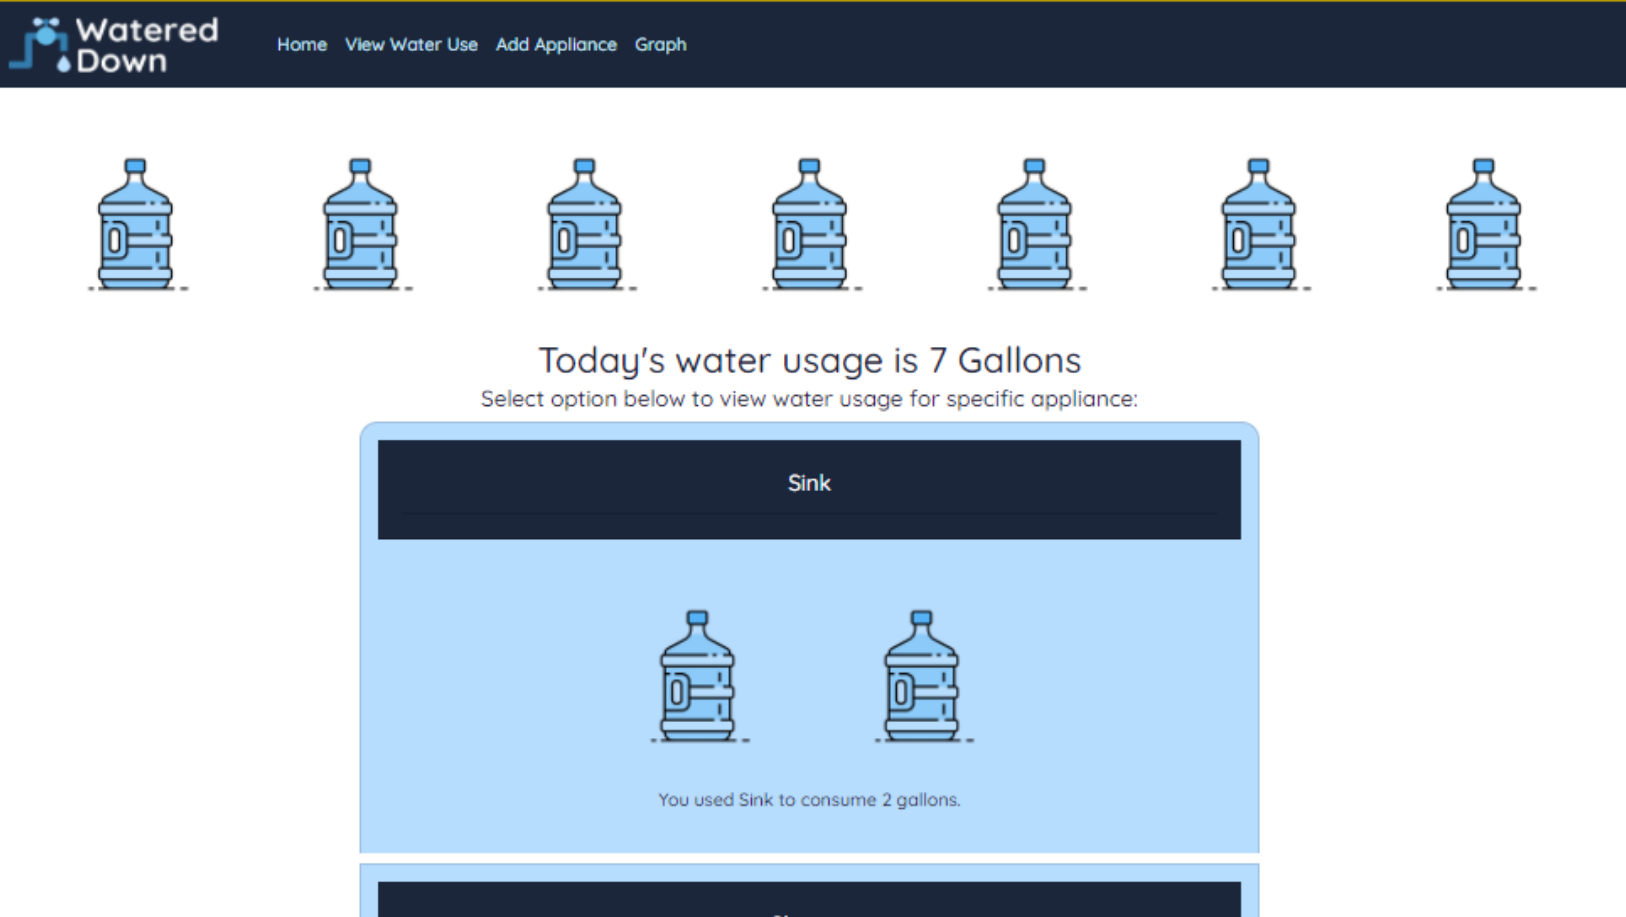 Watered
Down
Home View Water Use Add Appliance Graph
Today's water usage is 7 Gallons
Select option below to view water usage for specific appliance:
Sink
You used Sink to consume 2 gallons.